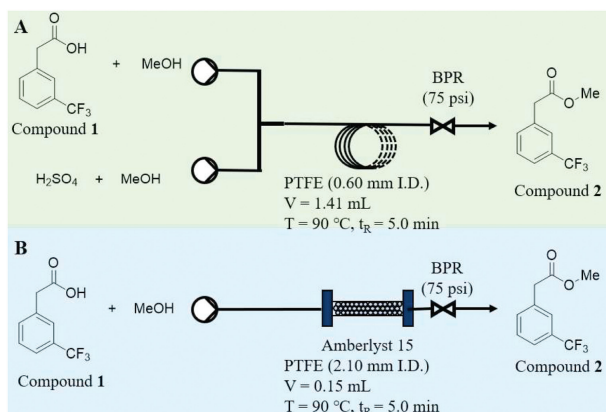 A
O
OH
+ MeOH
CF₃
Compound 1
H₂SO₄ + MeOH
BPR
(75 psi)
PTFE (0.60 mm I.D.)
V = 1.41 mL
T = 90 °C, tR = 5.0 min
O
O Me
CF₃
Compound 2
B
O
OH
+ MeOH
CF₃
Compound 1
BPR
(75 psi)
Amberlyst 15
PTFE (2.10 mm I.D.)
V = 0.15 mL
T = 90 °C, tR = 5.0 min
O
O Me
CF₃
Compound 2